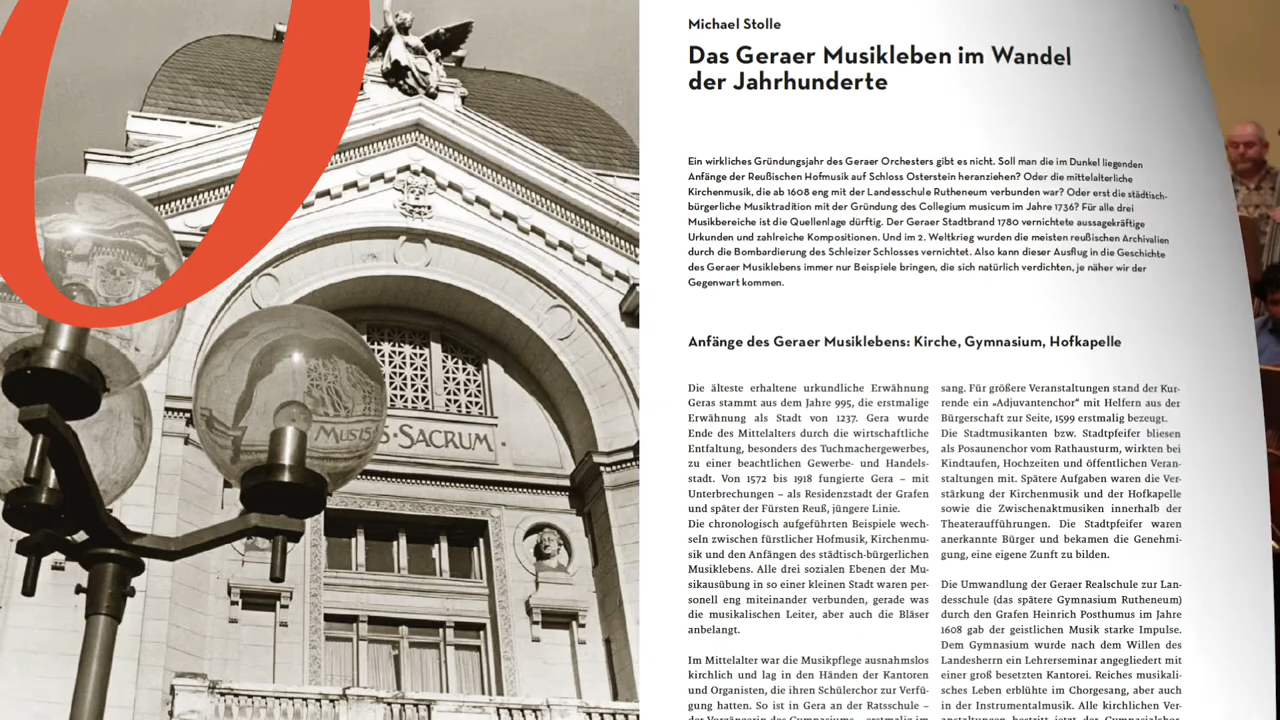 MUSIS · SACRUM ·
Michael Stolle
Das Geraer Musikleben im Wandel
der Jahrhunderte
Ein wirkliches Gründungsjahr des Geraer Orchesters gibt es nicht. Soll man die im Dunkel liegenden
Anfänge der Reußischen Hofmusik auf Schloss Osterstein heranziehen? Oder die mittelalterliche
Kirchenmusik, die ab 1608 eng mit der Landesschule Rutheneum verbunden war? Oder erst die städtisch-
bürgerliche Musiktradition mit der Gründung des Collegium musicum im Jahre 1736? Für alle drei
Musikbereiche ist die Quellenlage dürftig. Der Geraer Stadtbrand 1780 vernichtete aussagekräftige
Urkunden und zahlreiche Kompositionen. Und im 2. Weltkrieg wurden die meisten reußischen Archivalien
durch die Bombardierung des Schleizer Schlosses vernichtet. Also kann dieser Ausflug in die Geschichte
des Geraer Musiklebens immer nur Beispiele bringen, die sich natürlich verdichten, je näher wir der
Gegenwart kommen.
Anfänge des Geraer Musiklebens: Kirche, Gymnasium, Hofkapelle
Die älteste erhaltene urkundliche Erwähnung
Geras stammt aus dem Jahre 995, die erstmalige
Erwähnung als Stadt von 1237. Gera wurde
Ende des Mittelalters durch die wirtschaftliche
Entfaltung, besonders des Tuchmachergewerbes,
zu einer beachtlichen Gewerbe- und Handels-
stadt. Von 1572 bis 1918 fungierte Gera – mit
Unterbrechungen – als Residenzstadt der Grafen
und später der Fürsten Reuß, jüngere Linie.
Die chronologisch aufgeführten Beispiele wech-
seln zwischen fürstlicher Hofmusik, Kirchenmu-
sik und den Anfängen des städtisch-bürgerlichen
Musiklebens. Alle drei sozialen Ebenen der Mu-
sikausübung in so einer kleinen Stadt waren per-
sonell eng miteinander verbunden, gerade was
die musikalischen Leiter, aber auch die Bläser
anbelangt.
Im Mittelalter war die Musikpflege ausnahmslos
kirchlich und lag in den Händen der Kantoren
und Organisten, die ihren Schülerchor zur Verfü-
gung hatten. So ist in Gera an der Ratsschule –
der Vorgängerin des Gymnasiums – erstmalig im
sang. Für größere Veranstaltungen stand der Kur-
rende ein „Adjuvantenchor“ mit Helfern aus der
Bürgerschaft zur Seite, 1599 erstmalig bezeugt.
Die Stadtmusikanten bzw. Stadtpfeifer bliesen
als Posaunenchor vom Rathausturm, wirkten bei
Kindtaufen, Hochzeiten und öffentlichen Veran-
staltungen mit. Spätere Aufgaben waren die Ver-
stärkung der Kirchenmusik und der Hofkapelle
sowie die Zwischenaktmusiken innerhalb der
Theateraufführungen. Die Stadtpfeifer waren
anerkannte Bürger und bekamen die Genehmi-
gung, eine eigene Zunft zu bilden.
Die Umwandlung der Geraer Realschule zur Lan-
desschule (das spätere Gymnasium Rutheneum)
durch den Grafen Heinrich Posthumus im Jahre
1608 gab der geistlichen Musik starke Impulse.
Dem Gymnasium wurde nach dem Willen des
Landesherrn ein Lehrerseminar angegliedert mit
einer groß besetzten Kantorei. Reiches musikali-
sches Leben erblühte im Chorgesang, aber auch
in der Instrumentalmusik. Alle kirchlichen Ver-
anstaltungen bestritt jetzt der Gymnasialchor